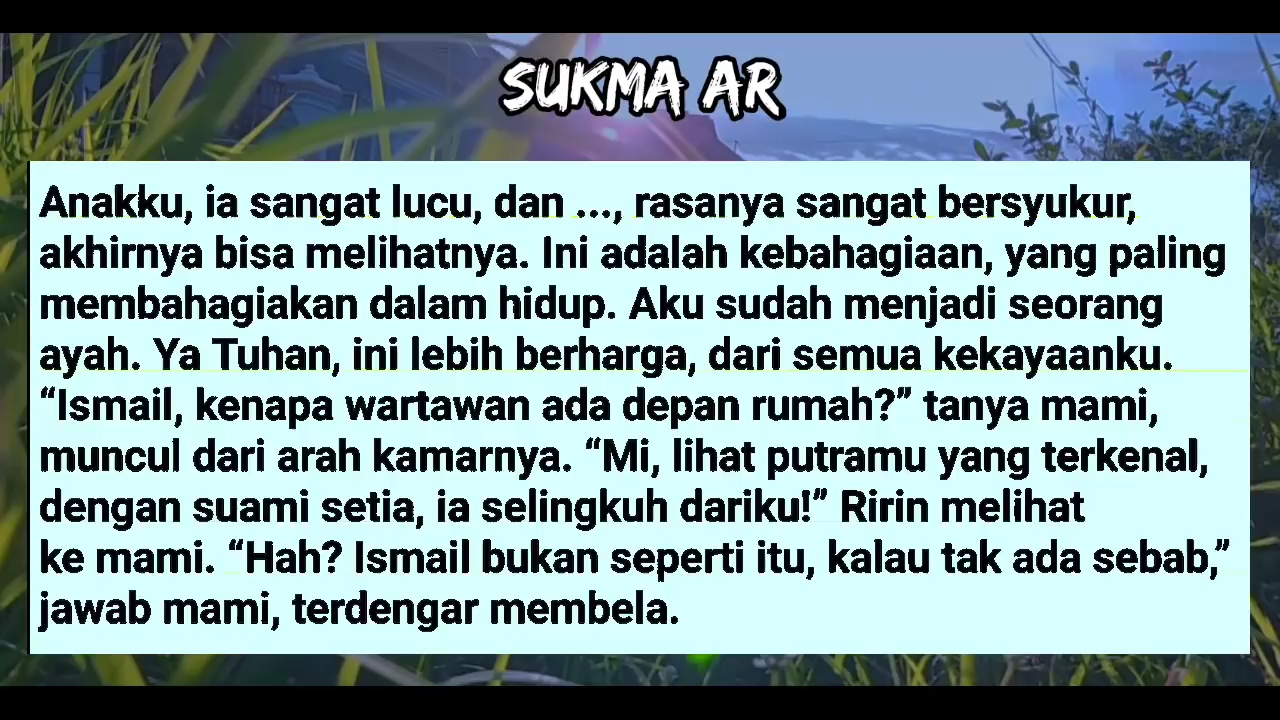 SUKMA AR
Anakku, ia sangat lucu, dan ..., rasanya sangat bersyukur,
akhirnya bisa melihatnya. Ini adalah kebahagiaan, yang paling
membahagiakan dalam hidup. Aku sudah menjadi seorang
ayah. Ya Tuhan, ini lebih berharga, dari semua kekayaanku.
“Ismail, kenapa wartawan ada depan rumah?” tanya mami,
muncul dari arah kamarnya. “Mi, lihat putramu yang terkenal,
dengan suami setia, ia selingkuh dariku!” Ririn melihat
ke mami. “Hah? Ismail bukan seperti itu, kalau tak ada sebab,”
jawab mami, terdengar membela.